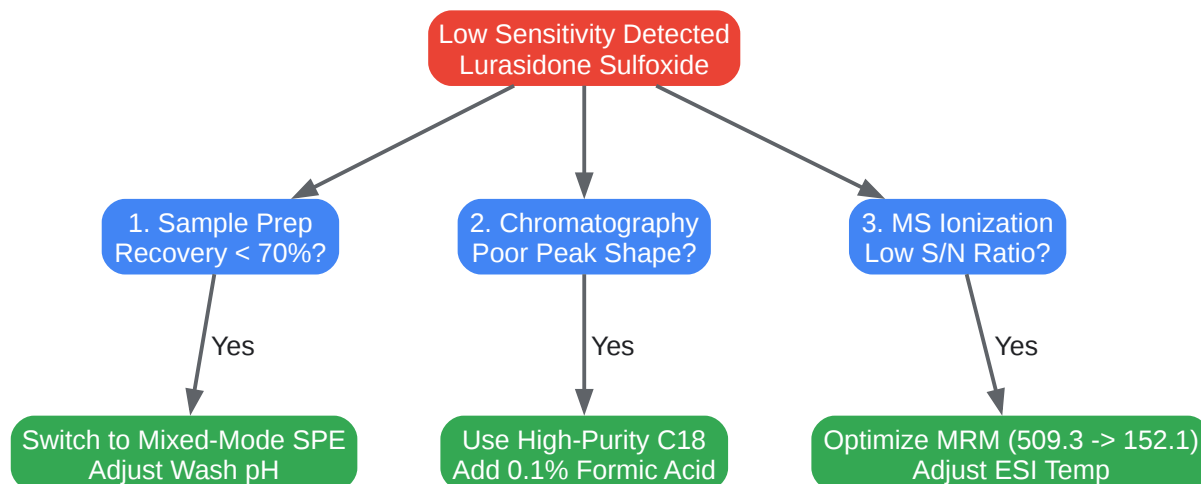 Low Sensitivity Detected
Lurasidone Sulfoxide
1. Sample Prep
Recovery < 70%?
2. Chromatography
Poor Peak Shape?
3. MS Ionization
Low S/N Ratio?
Yes
Yes
Yes
Switch to Mixed-Mode SPE
Adjust Wash pH
Use High-Purity C18
Add 0.1% Formic Acid
Optimize MRM (509.3 -> 152.1)
Adjust ESI Temp